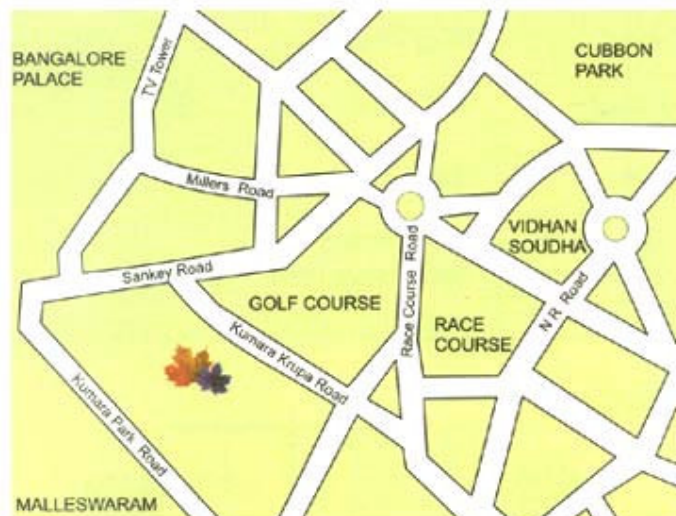 BANGALORE
PALACE
TV Tower
CUBBON
PARK
Millers Road
VIDHAN
SOUDHA
Sankey Road
GOLF COURSE
Race Course Road
N R Road
RACE
COURSE
Kumara Krupa Road
Kumara Park Road
MALLESWARAM